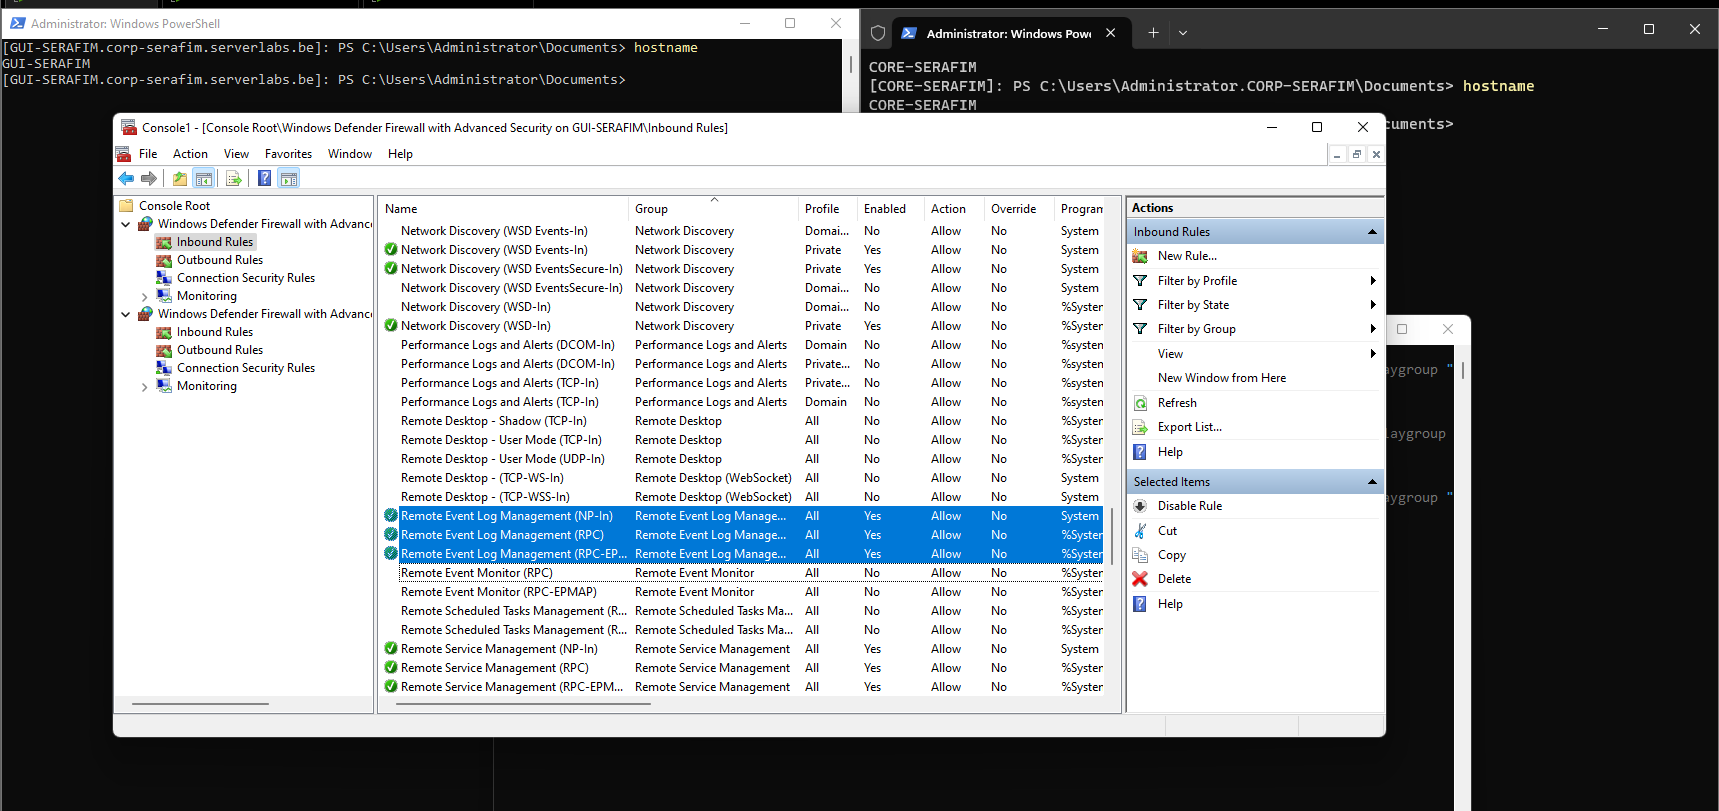 Administrator: Windows PowerShell
[GUI-SERAFIM.corp-serafim.serverlabs.be]: PS C:\Users\Administrator\Documents> hostname
GUI-SERAFIM
[GUI-SERAFIM.corp-serafim.serverlabs.be]: PS C:\Users\Administrator\Documents>
Administrator: Windows Pow
CORE-SERAFIM
[CORE-SERAFIM]: PS C:\Users\Administrator.CORP-SERAFIM\Documents> hostname
CORE-SERAFIM
cuments>
Console1 - [Console Root\Windows Defender Firewall with Advanced Security on GUI-SERAFIM\Inbound Rules]
File Action View Favorites Window Help
Console Root
Windows Defender Firewall with Advanc
Inbound Rules
Outbound Rules
Connection Security Rules
Monitoring
Windows Defender Firewall with Advanc
Inbound Rules
Outbound Rules
Connection Security Rules
Monitoring
Name Group Profile Enabled Action Override Program
Network Discovery (WSD Events-In) Network Discovery Domai... No Allow No System
Network Discovery (WSD Events-In) Network Discovery Private Yes Allow No System
Network Discovery (WSD EventsSecure-In) Network Discovery Private Yes Allow No System
Network Discovery (WSD EventsSecure-In) Network Discovery Domai... No Allow No System
Network Discovery (WSD-In) Network Discovery Domai... No Allow No %System
Network Discovery (WSD-In) Network Discovery Private Yes Allow No %System
Performance Logs and Alerts (DCOM-In) Performance Logs and Alerts Domain No Allow No %system
Performance Logs and Alerts (DCOM-In) Performance Logs and Alerts Private... No Allow No %system
Performance Logs and Alerts (TCP-In) Performance Logs and Alerts Private... No Allow No %system
Performance Logs and Alerts (TCP-In) Performance Logs and Alerts Domain No Allow No %system
Remote Desktop - Shadow (TCP-In) Remote Desktop All No Allow No %System
Remote Desktop - User Mode (TCP-In) Remote Desktop All No Allow No %System
Remote Desktop - User Mode (UDP-In) Remote Desktop All No Allow No %System
Remote Desktop - (TCP-WS-In) Remote Desktop (WebSocket) All No Allow No System
Remote Desktop - (TCP-WSS-In) Remote Desktop (WebSocket) All No Allow No System
Remote Event Log Management (NP-In) Remote Event Log Manage... All Yes Allow No System
Remote Event Log Management (RPC) Remote Event Log Manage... All Yes Allow No %System
Remote Event Log Management (RPC-EP... Remote Event Log Manage... All Yes Allow No %System
Remote Event Monitor (RPC) Remote Event Monitor All No Allow No %System
Remote Event Monitor (RPC-EPMAP) Remote Event Monitor All No Allow No %System
Remote Scheduled Tasks Management (R... Remote Scheduled Tasks Ma... All No Allow No %System
Remote Scheduled Tasks Management (R... Remote Scheduled Tasks Ma... All No Allow No %System
Remote Service Management (NP-In) Remote Service Management All Yes Allow No System
Remote Service Management (RPC) Remote Service Management All Yes Allow No %System
Remote Service Management (RPC-EPM... Remote Service Management All Yes Allow No %System
Actions
Inbound Rules
New Rule...
Filter by Profile
Filter by State
Filter by Group
View
New Window from Here
Refresh
Export List...
Help
Selected Items
Disable Rule
Cut
Copy
Delete
Help
aygroup "
laygroup
aygroup "